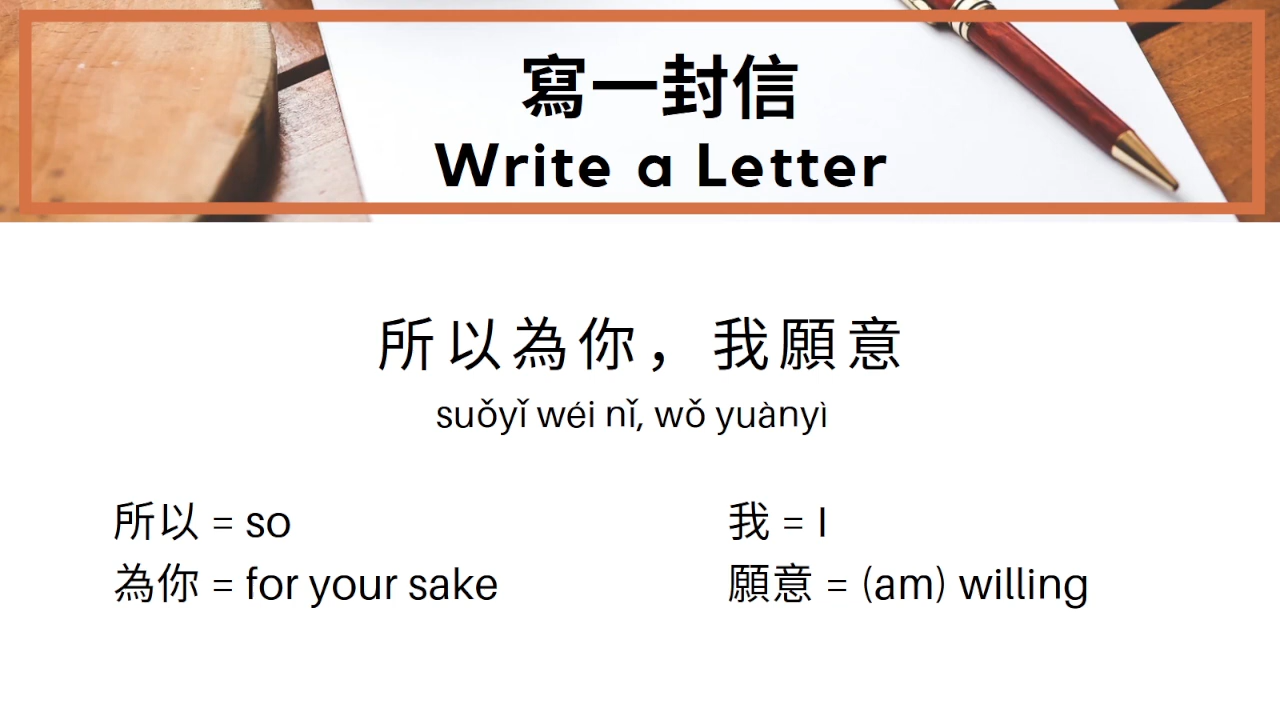 寫一封信
Write a Letter
所以為你，我願意
suǒyǐ wéi nǐ, wǒ yuànyì
所以 = so
為你 = for your sake
我 = I
願意 = (am) willing